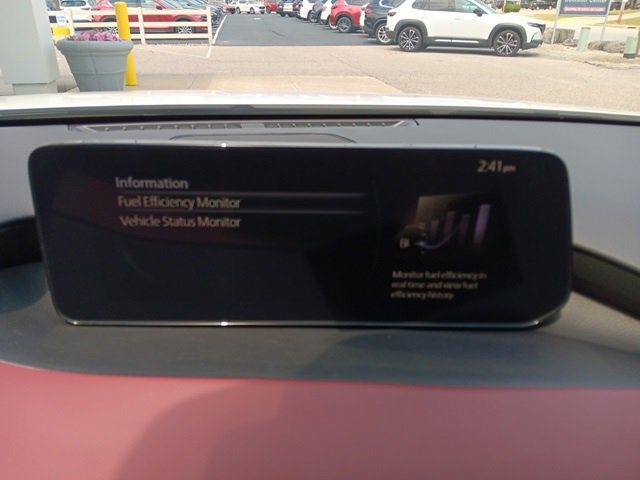 2:41pm
Information
Fuel Efficiency Monitor
Vehicle Status Monitor
Monitor fuel efficiency in
real time and view fuel
efficiency history.